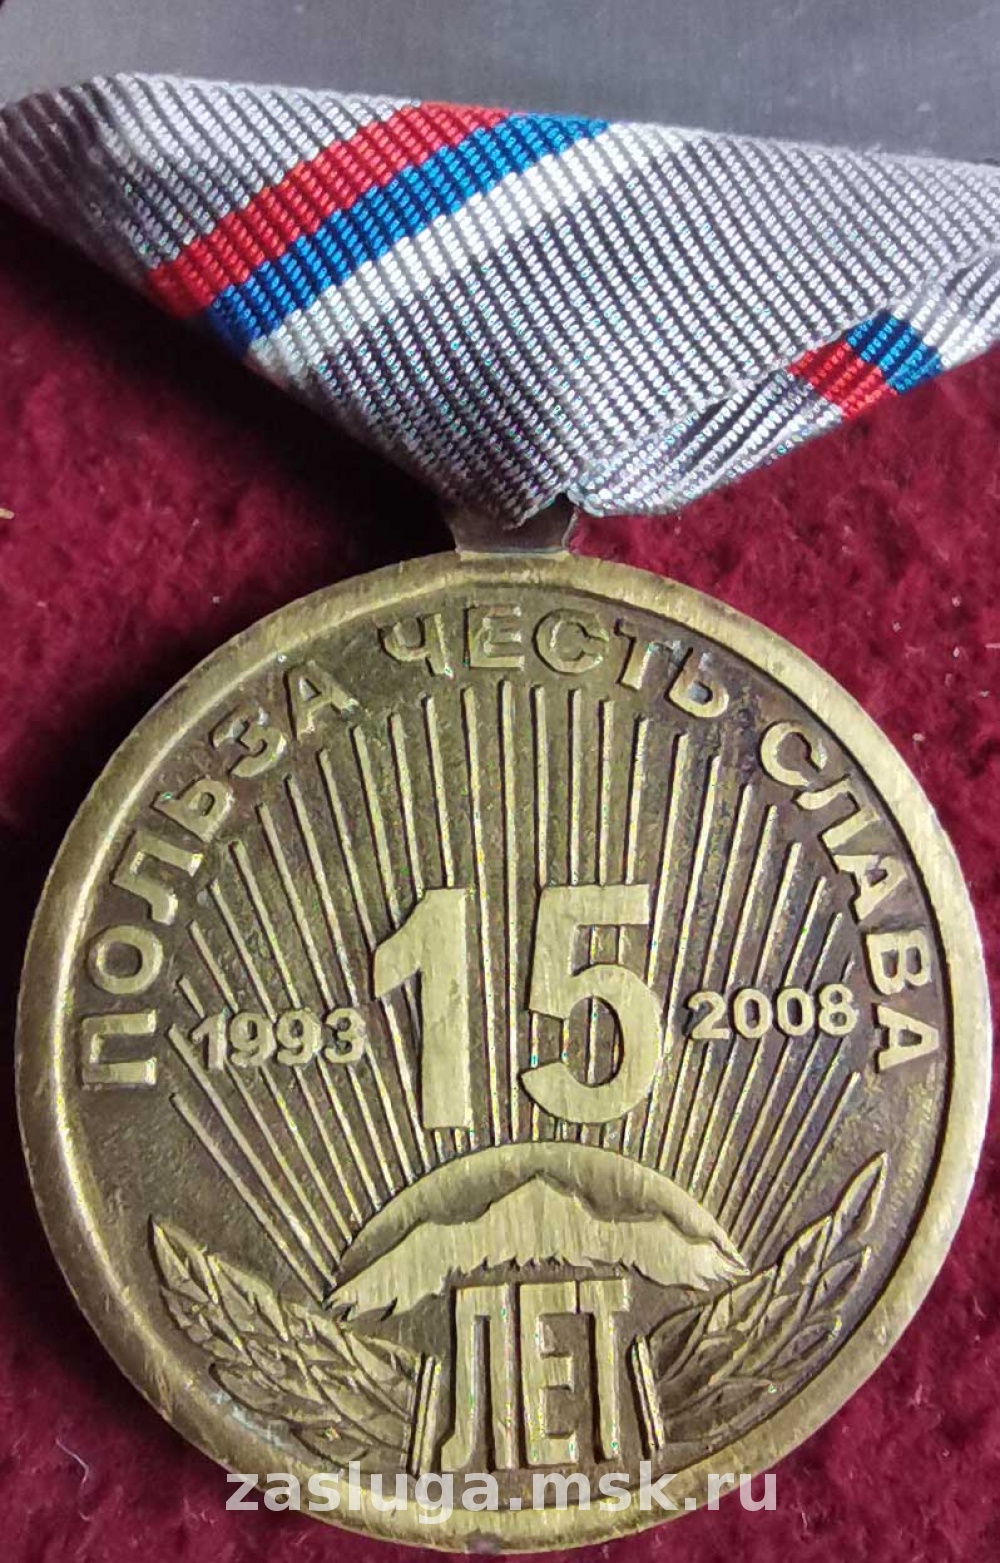 ПОЛЬЗА ЧЕСТЬ СЛАВА
15
1993 2008
ЛЕТ
zasluga.msk.ru